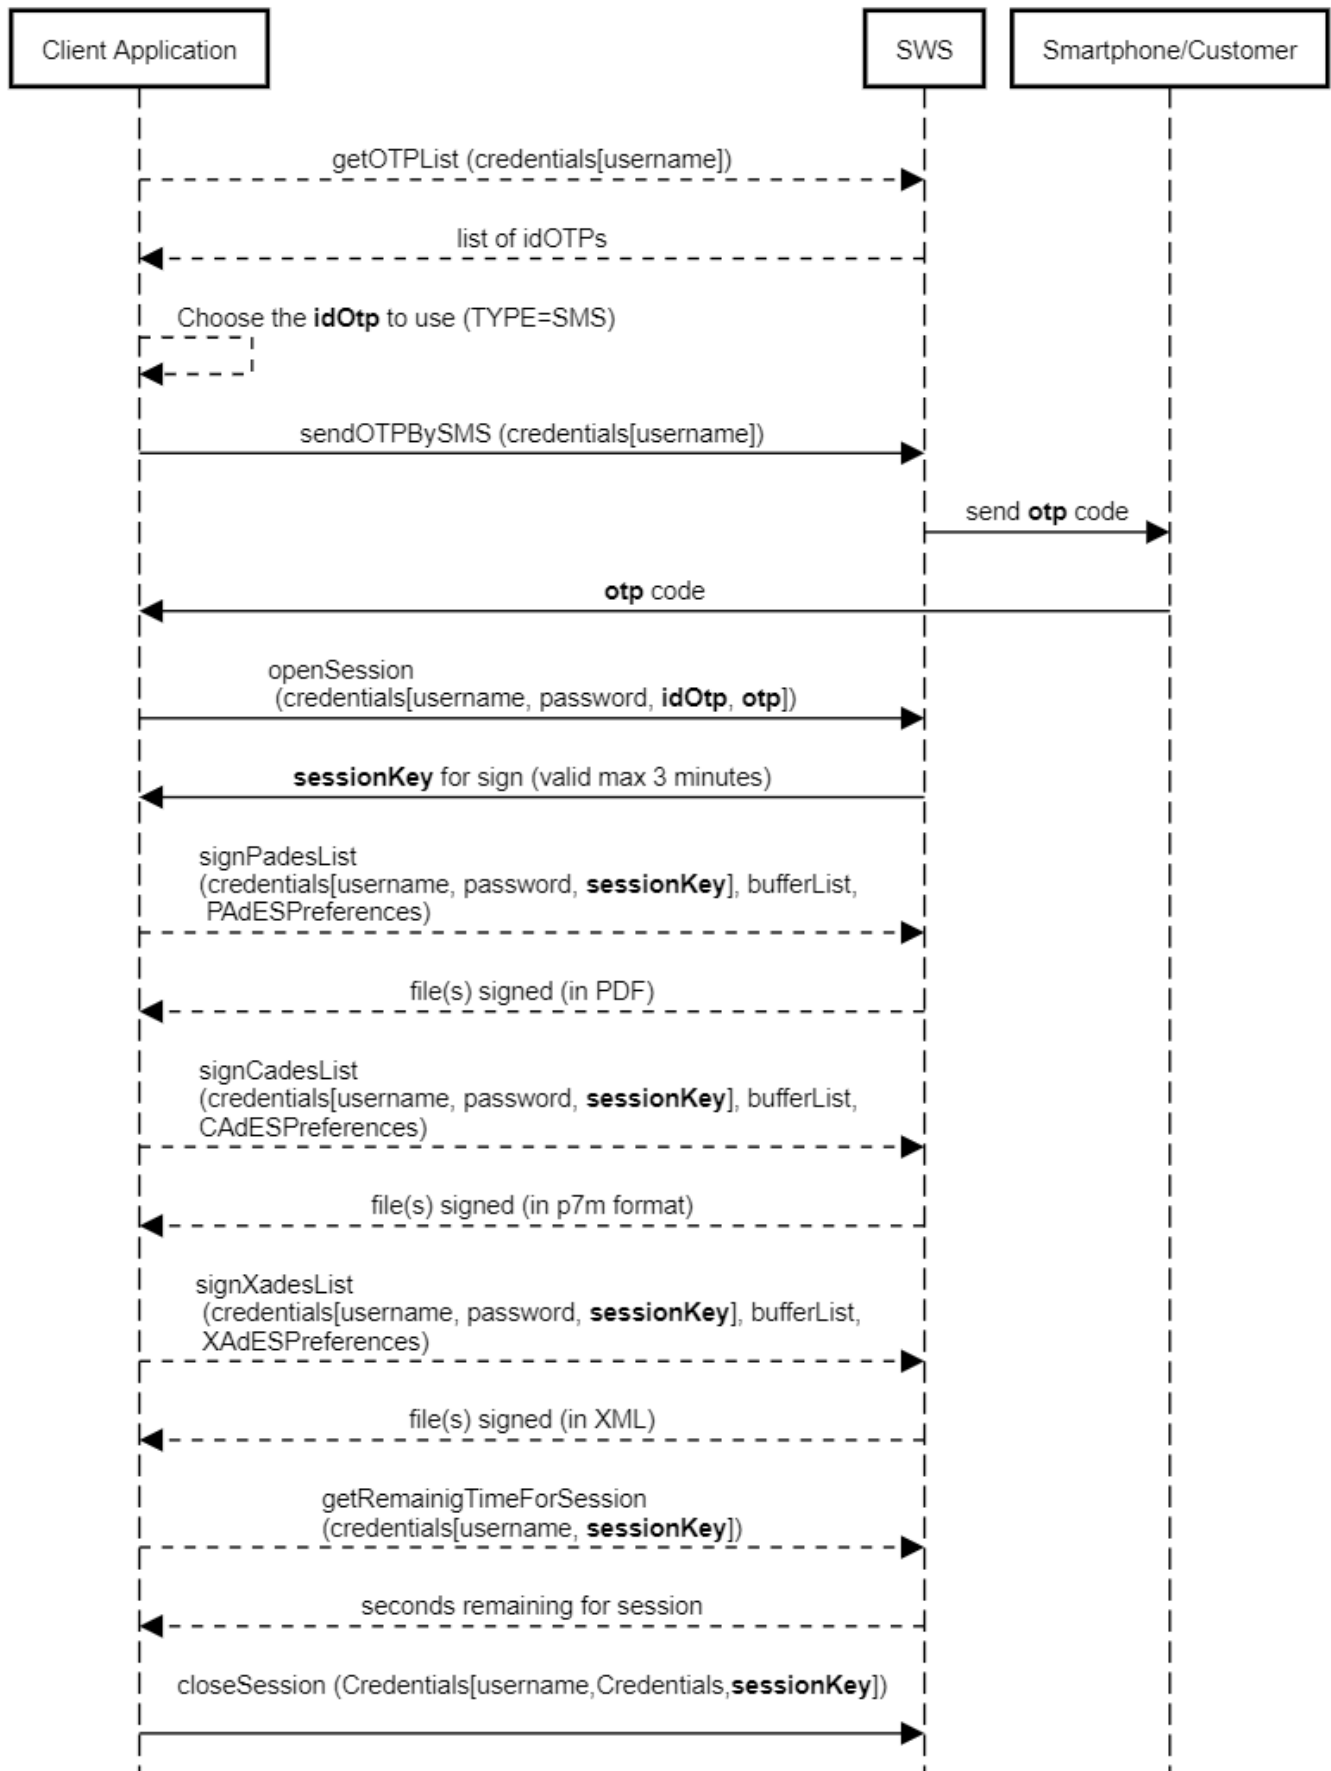 Client Application
SWS
Smartphone/Customer
getOTPList (credentials[username])
list of idOTPs
Choose the idOtp to use (TYPE=SMS)
sendOTPBySMS (credentials[username])
send otp code
otp code
openSession
(credentials[username, password, idOtp, otp])
sessionKey for sign (valid max 3 minutes)
signPadesList
(credentials[username, password, sessionKey], bufferList,
PAdESPreferences)
file(s) signed (in PDF)
signCadesList
(credentials[username, password, sessionKey], bufferList,
CAdESPreferences)
file(s) signed (in p7m format)
signXadesList
(credentials[username, password, sessionKey], bufferList,
XAdESPreferences)
file(s) signed (in XML)
getRemainigTimeForSession
(credentials[username, sessionKey])
seconds remaining for session
closeSession (Credentials[username,Credentials,sessionKey])